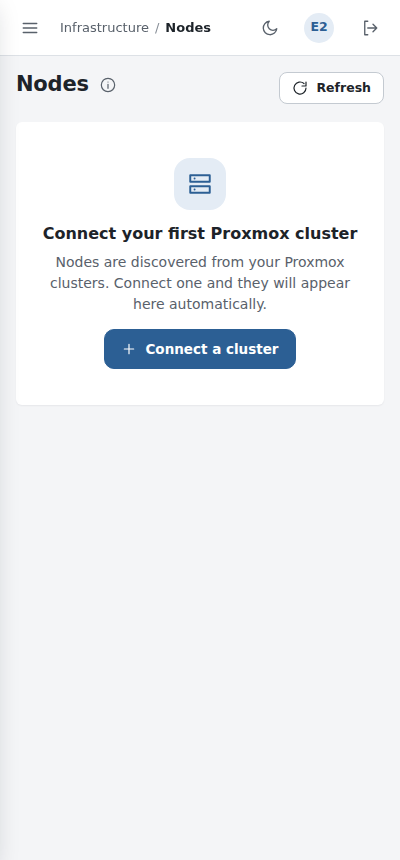 Infrastructure / Nodes
E2
Nodes
Refresh
Connect your first Proxmox cluster
Nodes are discovered from your Proxmox
clusters. Connect one and they will appear
here automatically.
Connect a cluster